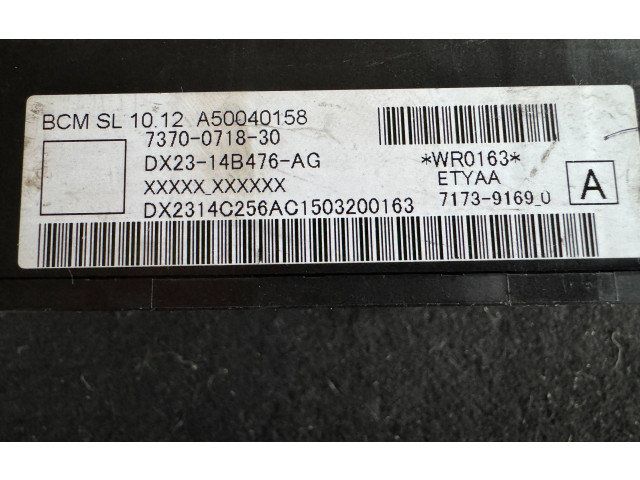 BCM SL 10.12 A50040158
7370-0718-30
DX23-14B476-AG
XXXXX_XXXXXX
DX2314C256AC1503200163
*WR0163*
ETYAA
7173-9169_0
A